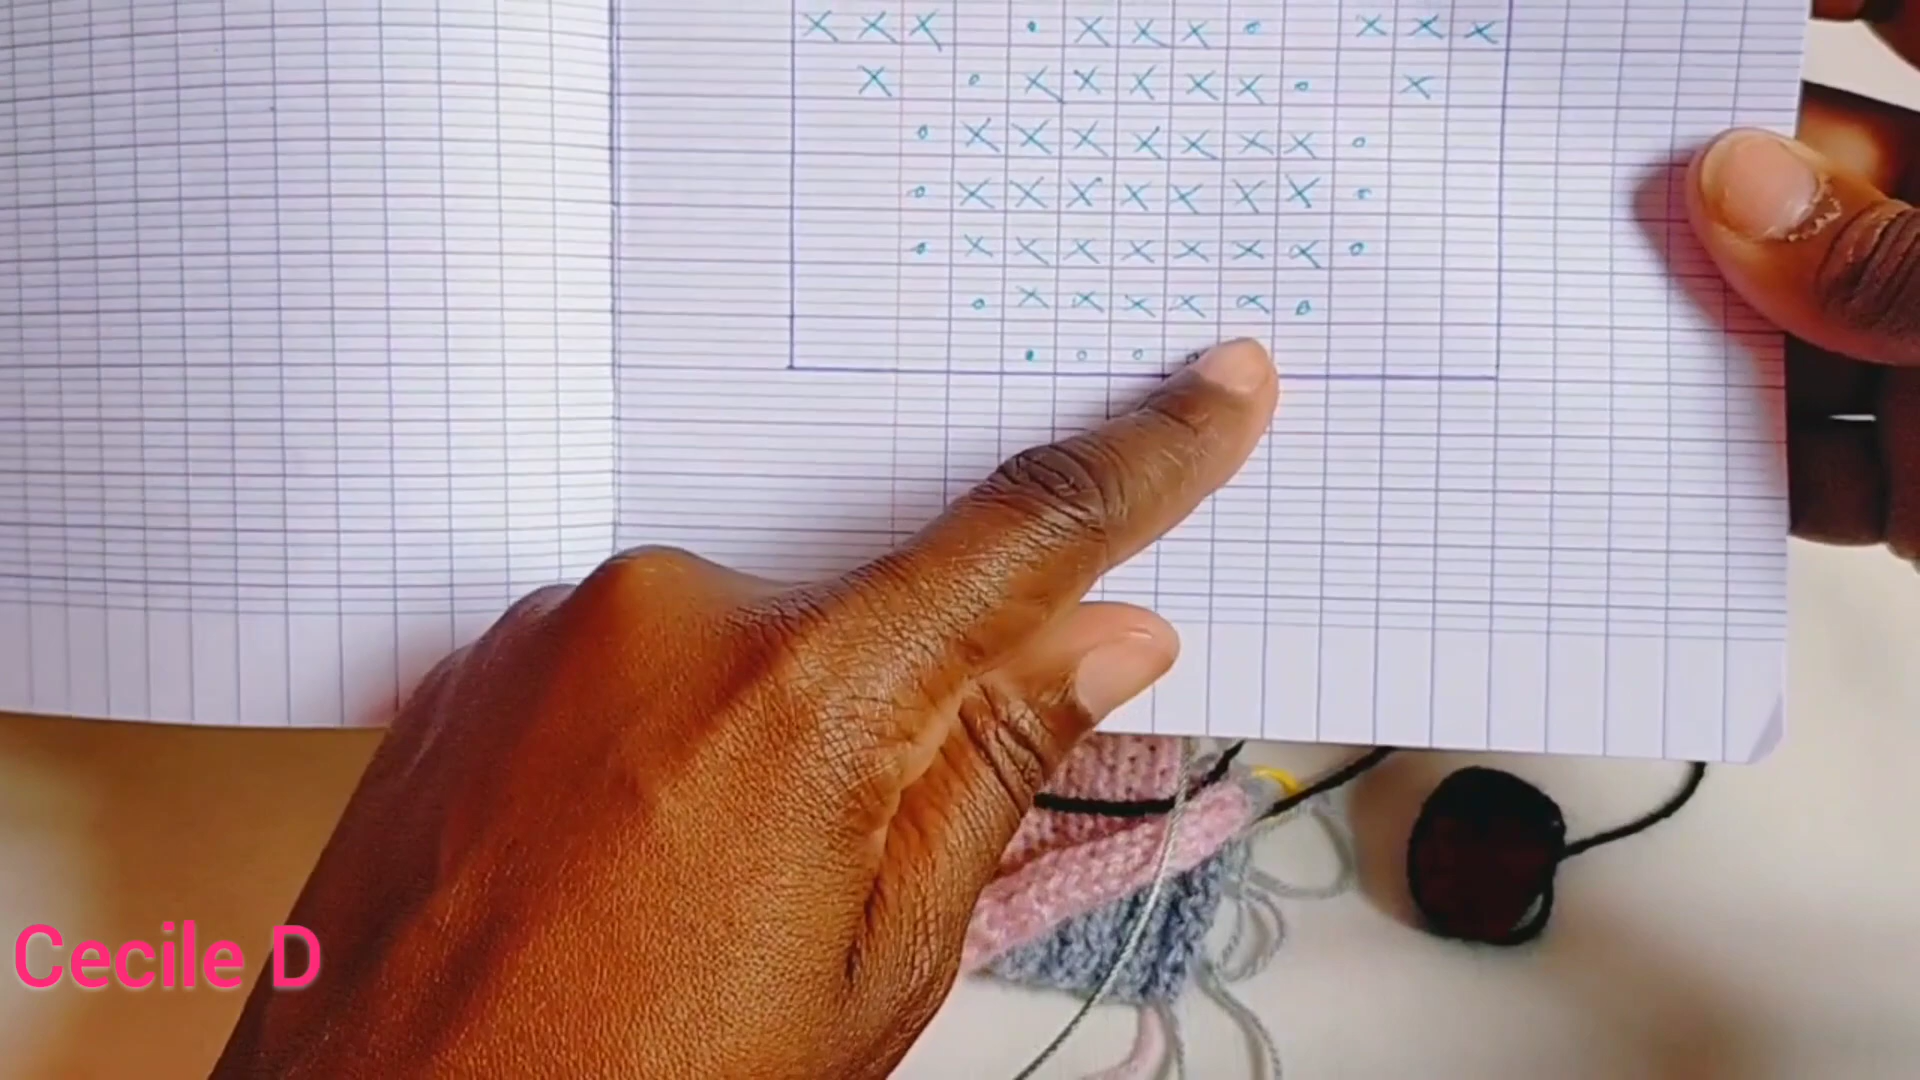 X X X • X X X o X X X
X o X X X X X o X
o X X X X X X X o
o X X X X X X X o
o X X X X X X X o
o X X X X X o
• o o o
Cecile D